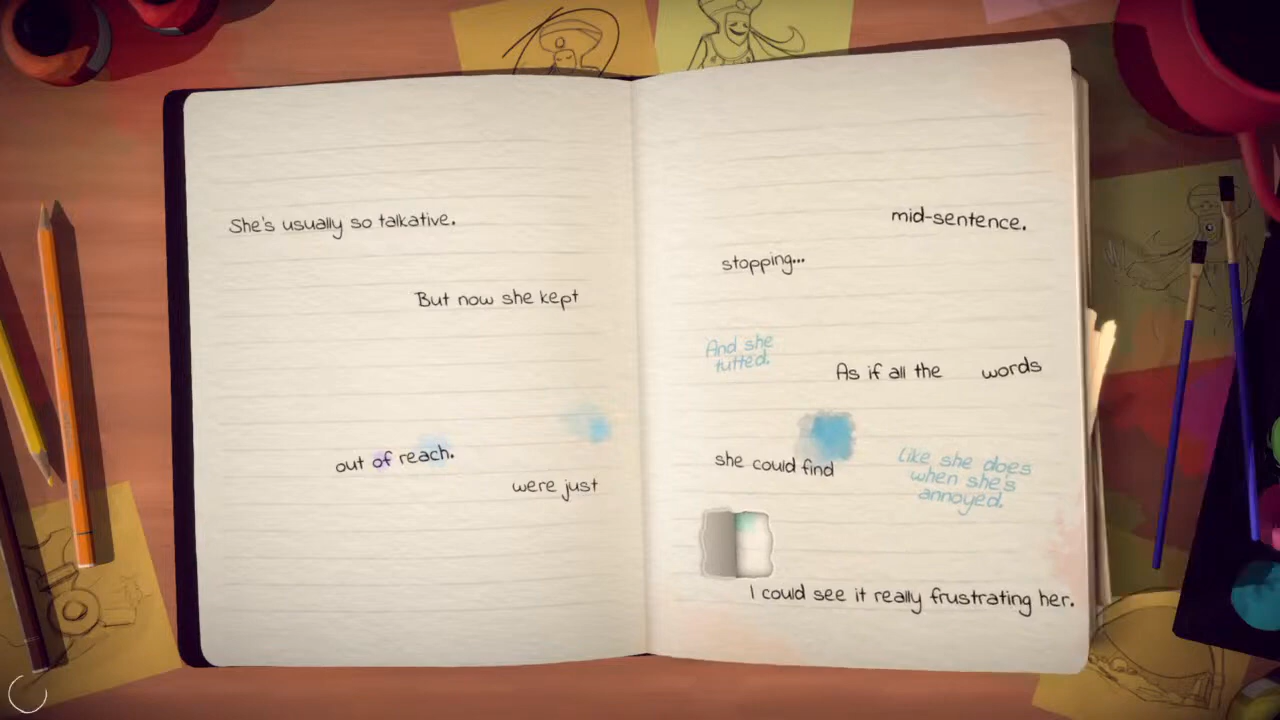 She's usually so talkative.
But now she kept
out of reach.
were just
mid-sentence.
stopping...
And she
tutted.
As if all the words
she could find
Like she does
when she's
annoyed.
I could see it really frustrating her.